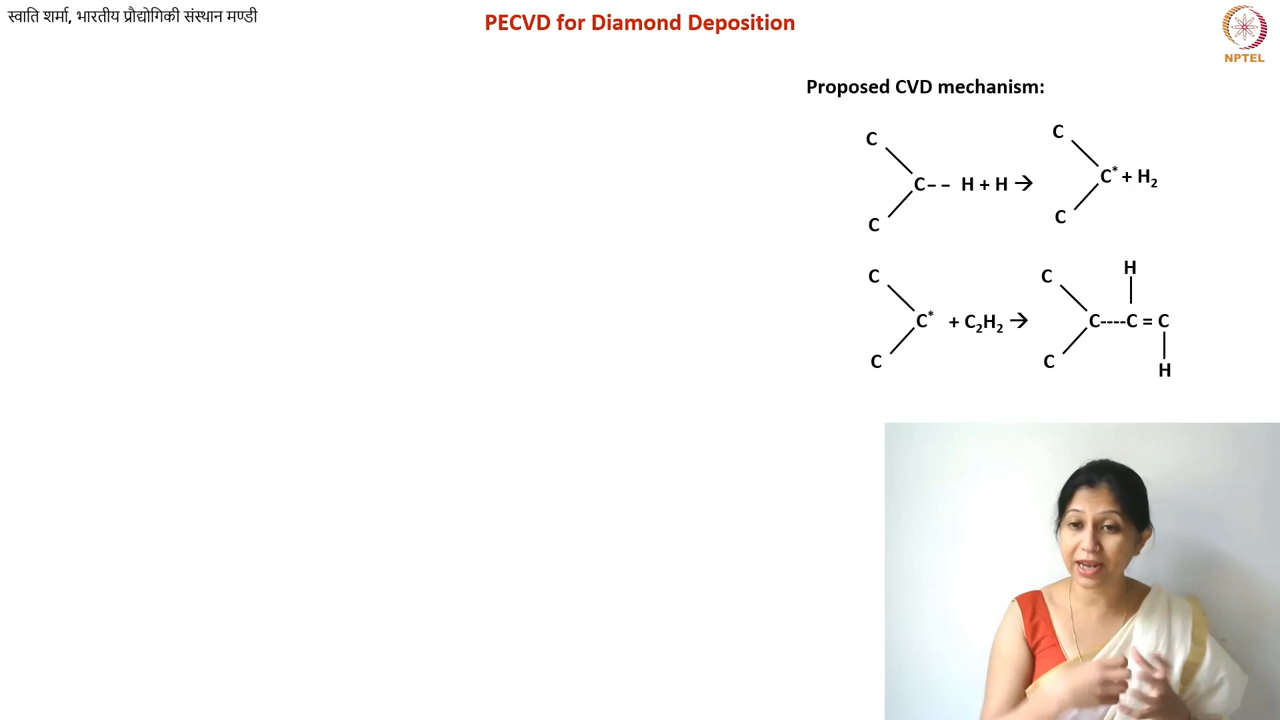 स्वाति शर्मा, भारतीय प्रौद्योगिकी संस्थान मण्डी
PECVD for Diamond Deposition
NPTEL
Proposed CVD mechanism:
C C
C– – H + H → C* + H₂
C C
C C H
C* + C₂H₂ → C----C = C
C C H